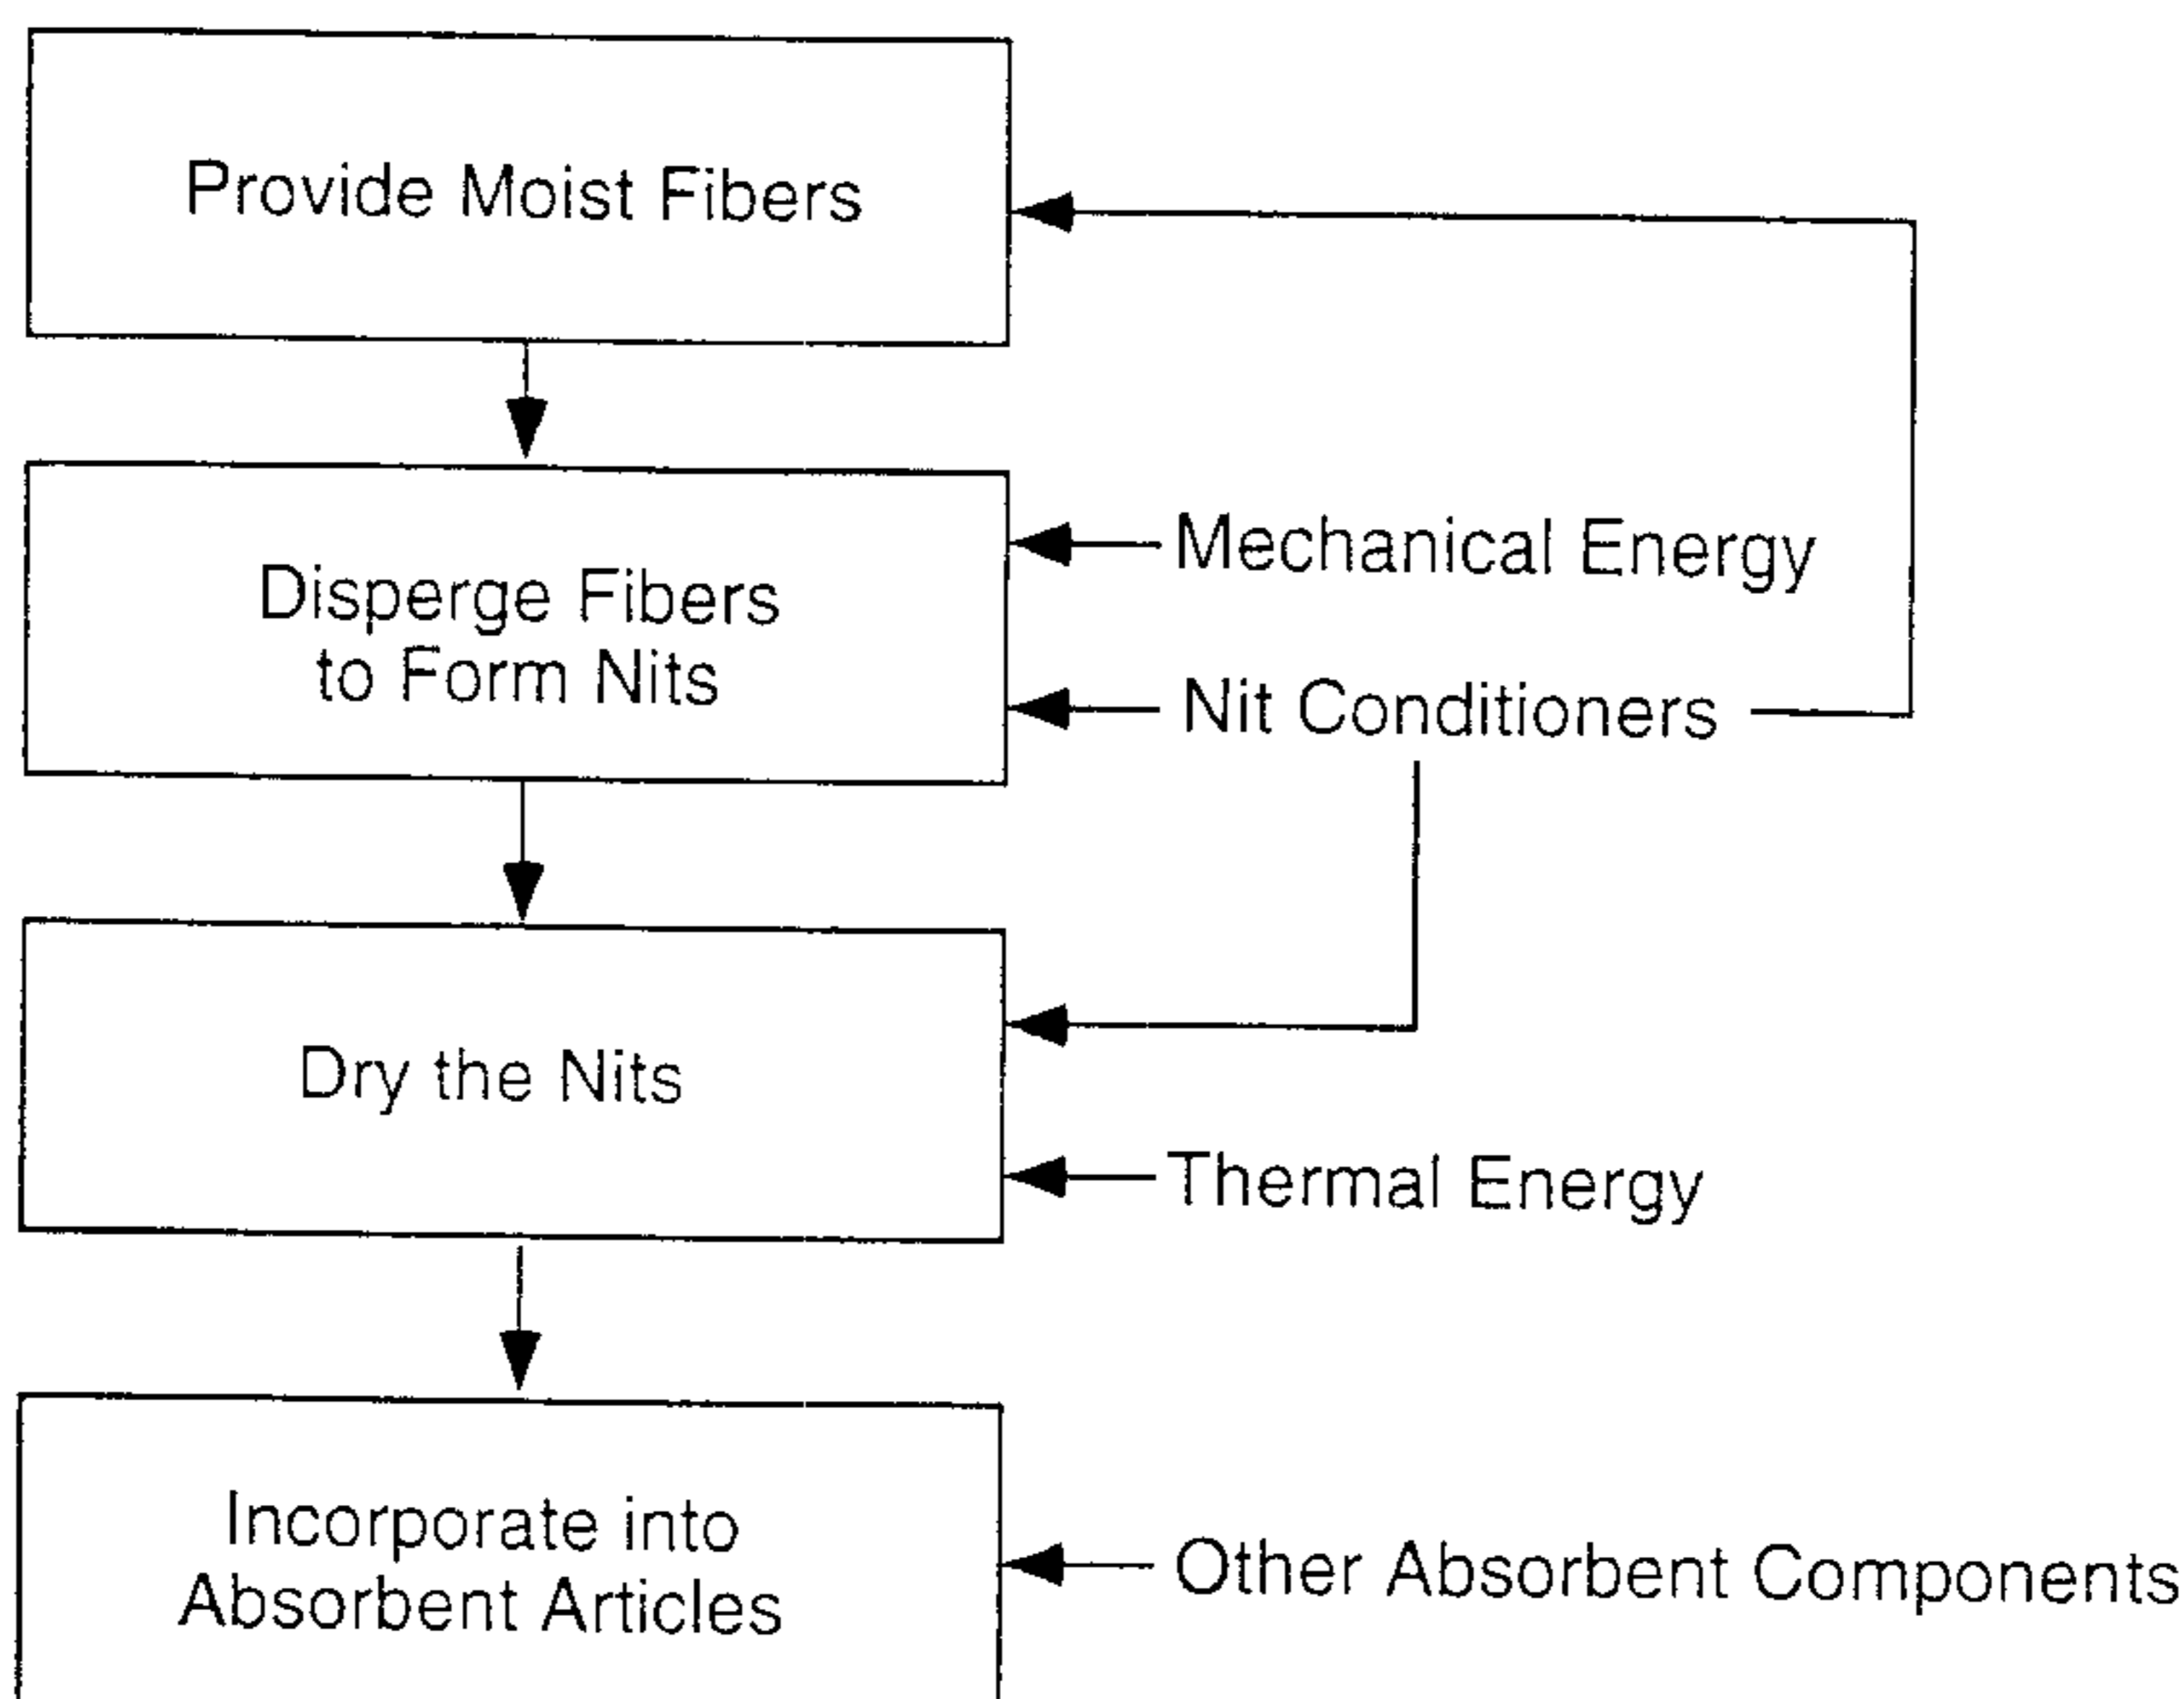 Provide Moist Fibers
Disperge Fibers
to Form Nits
Mechanical Energy
Nit Conditioners
Dry the Nits
Thermal Energy
Incorporate into
Absorbent Articles
Other Absorbent Components